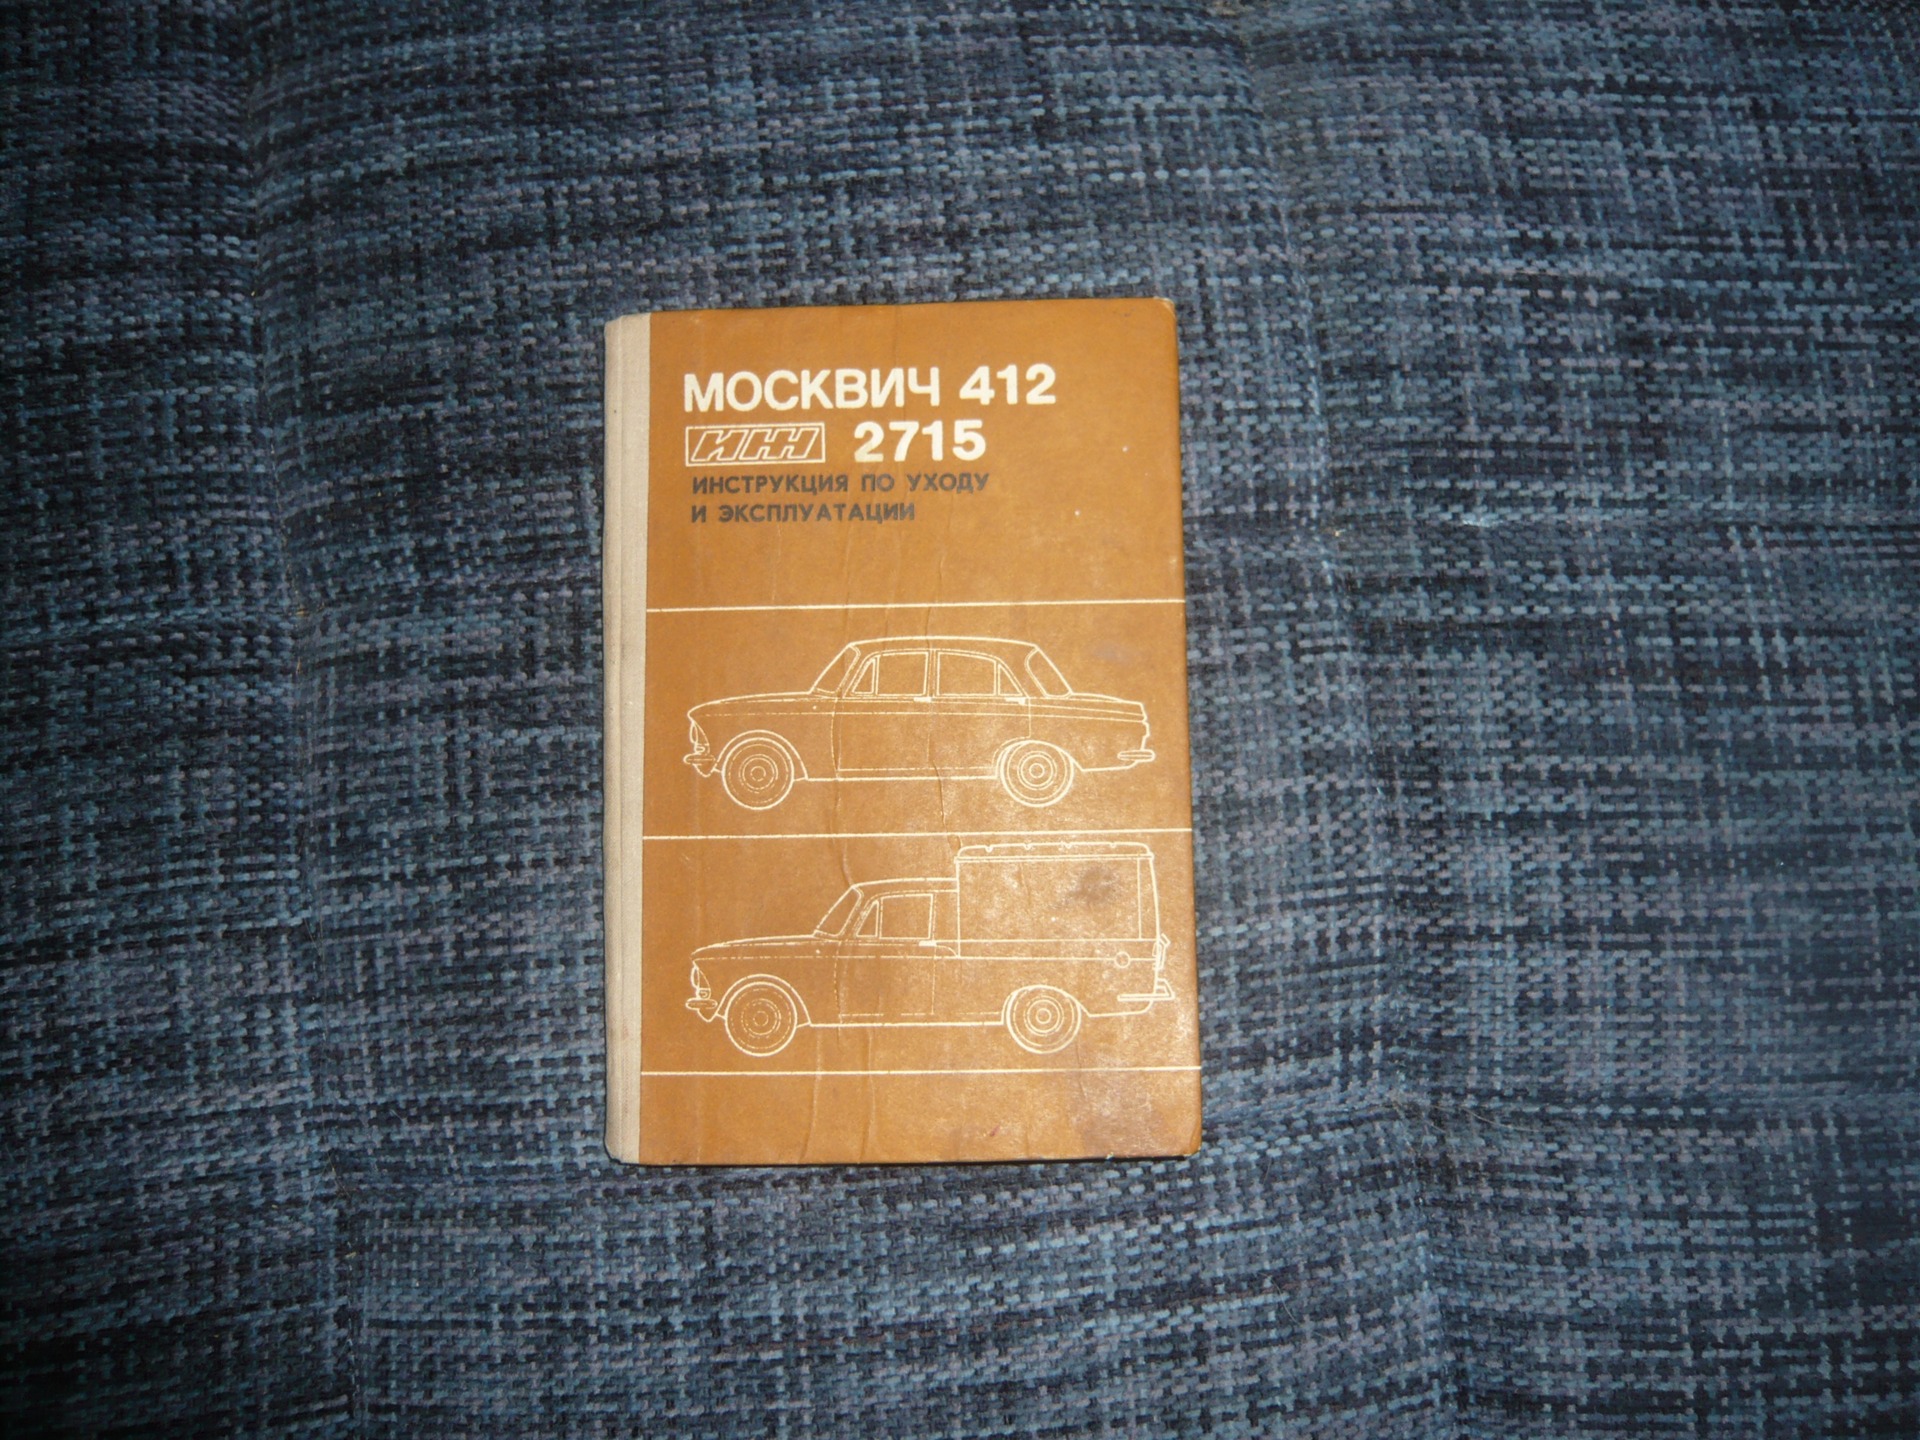 МОСКВИЧ 412
ИЖ 2715
ИНСТРУКЦИЯ ПО УХОДУ
И ЭКСПЛУАТАЦИИ